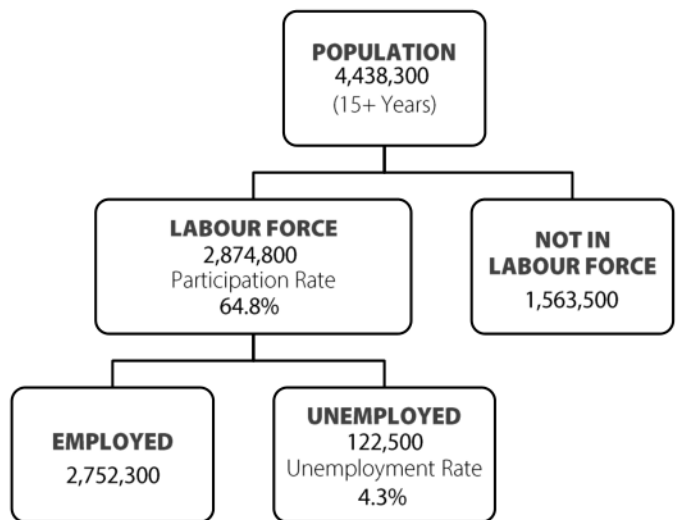 POPULATION
4,438,300
(15+ Years)
LABOUR FORCE
2,874,800
Participation Rate
64.8%
NOT IN
LABOUR FORCE
1,563,500
EMPLOYED
2,752,300
UNEMPLOYED
122,500
Unemployment Rate
4.3%